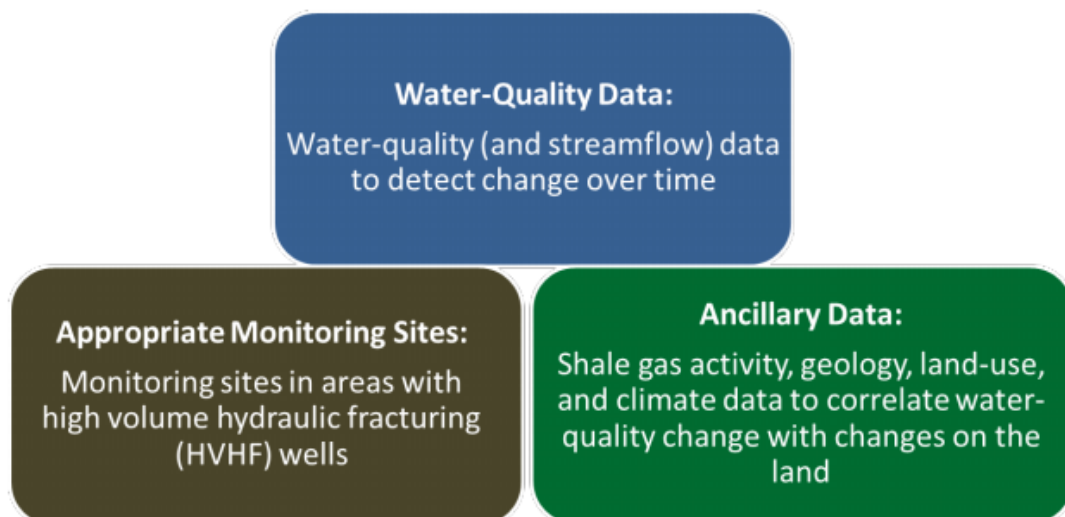 Water-Quality Data:
Water-quality (and streamflow) data
to detect change over time
Appropriate Monitoring Sites:
Monitoring sites in areas with
high volume hydraulic fracturing
(HVHF) wells
Ancillary Data:
Shale gas activity, geology, land-use,
and climate data to correlate water-
quality change with changes on the
land